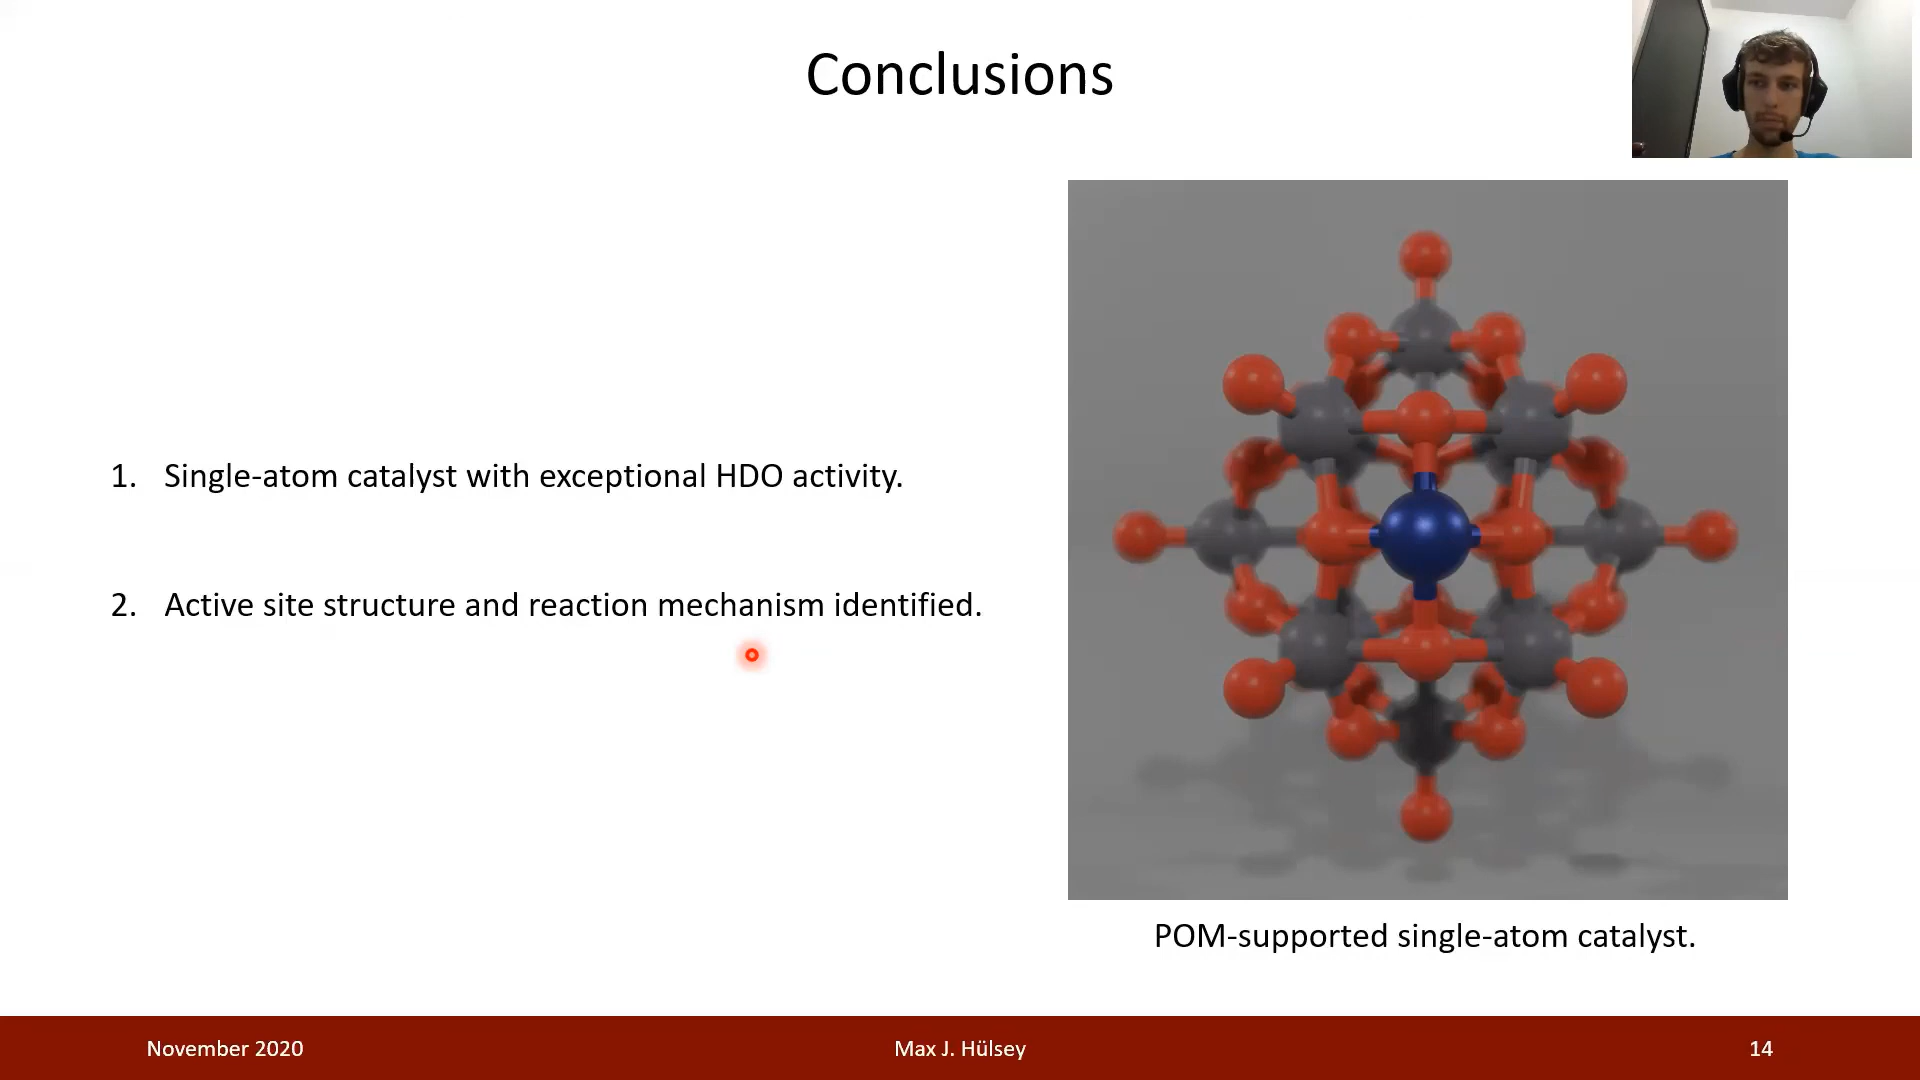 Conclusions
1. Single-atom catalyst with exceptional HDO activity.
2. Active site structure and reaction mechanism identified.
POM-supported single-atom catalyst.
November 2020
Max J. Hülsey
14